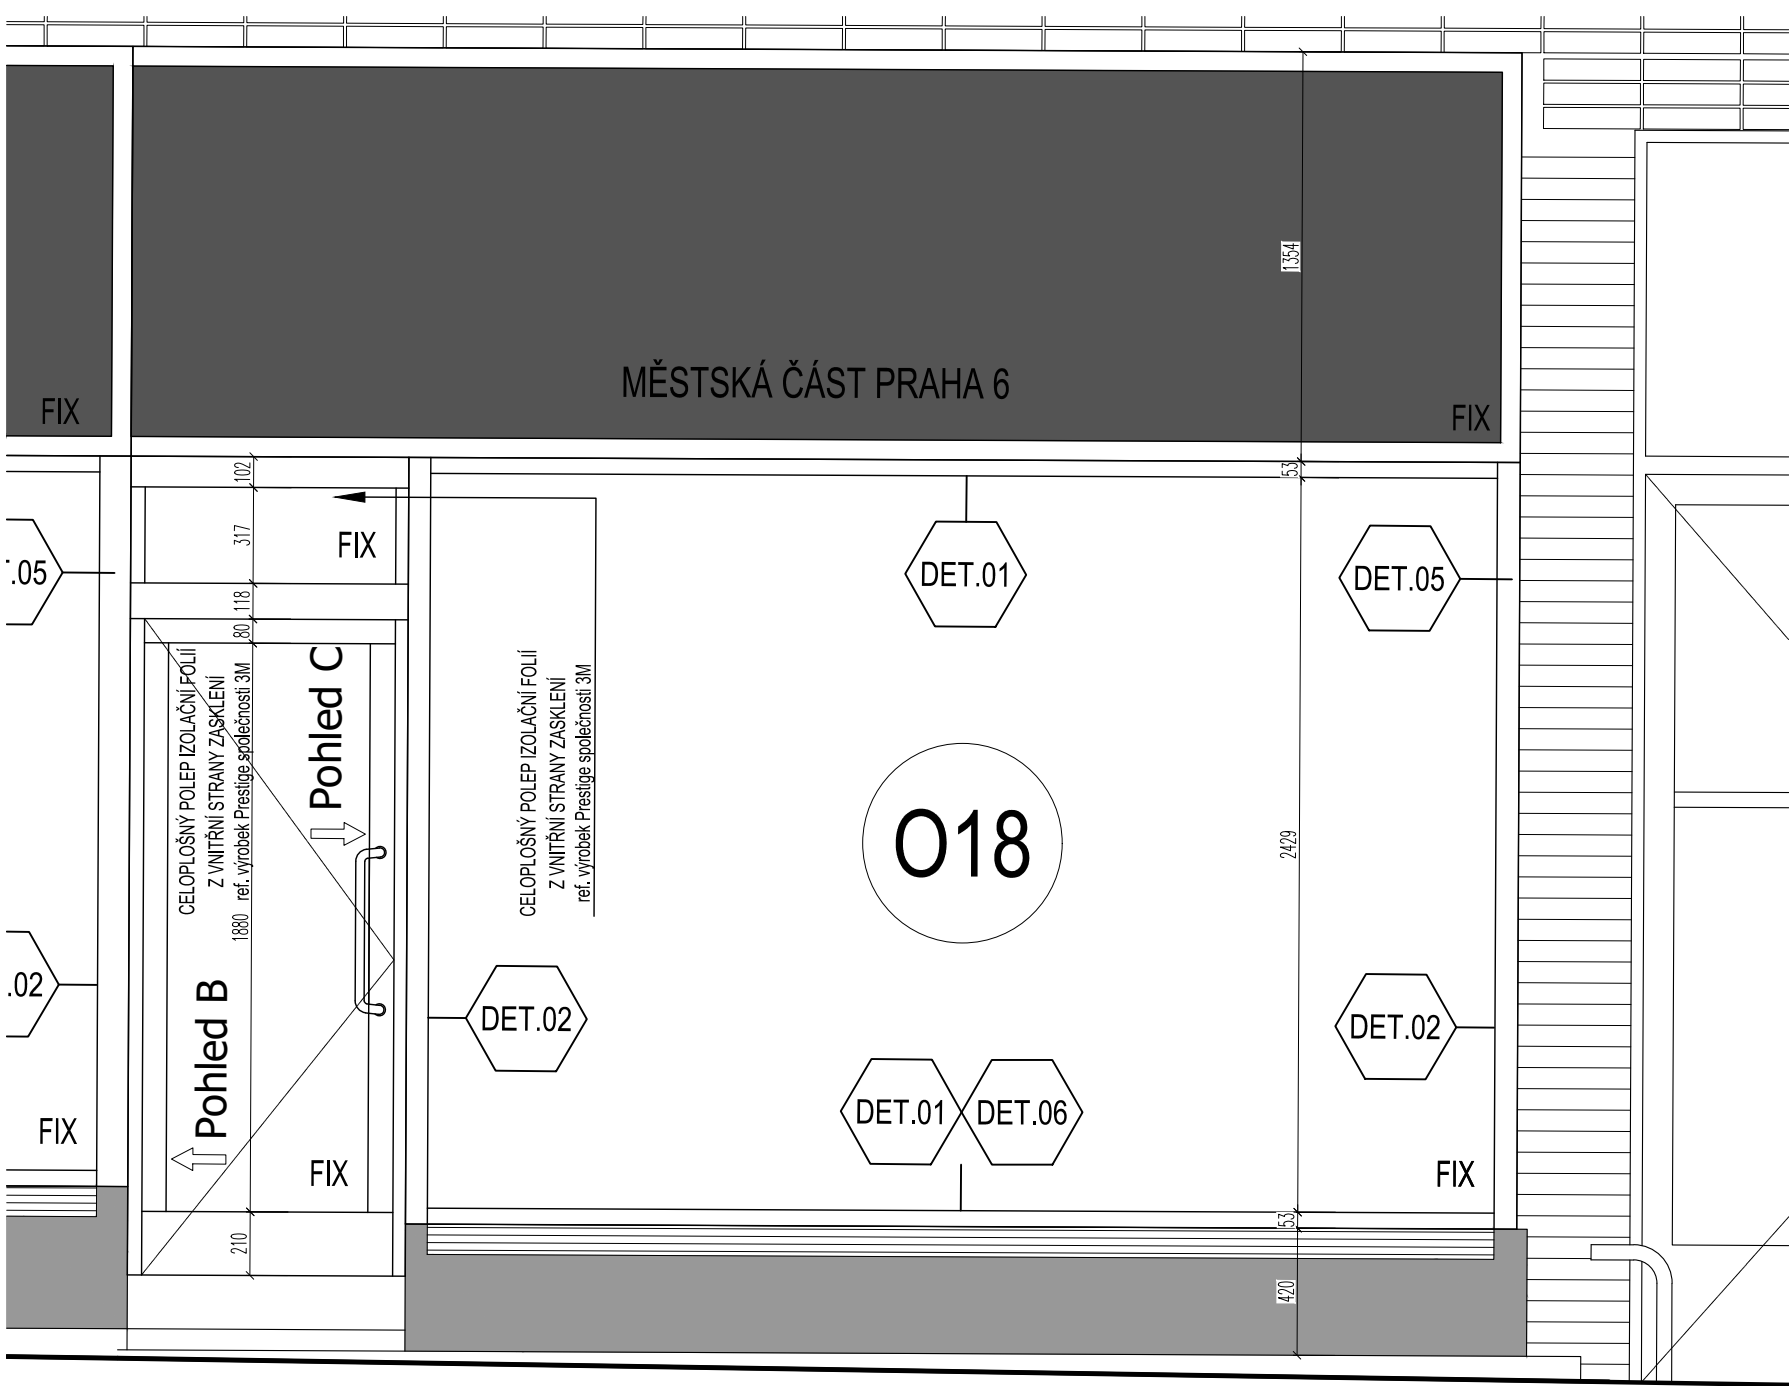 1354
MĚSTSKÁ ČÁST PRAHA 6
FIX
FIX
102
53
317
FIX
DET.01
DET.05
.05
118
80
CELOPLOŠNÝ POLEP IZOLAČNÍ FOLIÍ
Z VNITŘNÍ STRANY ZASKLENÍ
ref. výrobek Prestige společnosti 3M
Pohled C
CELOPLOŠNÝ POLEP IZOLAČNÍ FOLIÍ
Z VNITŘNÍ STRANY ZASKLENÍ
ref. výrobek Prestige společnosti 3M
O18
2429
1880
.02
Pohled B
DET.02
DET.02
DET.01
DET.06
FIX
FIX
FIX
210
53
420